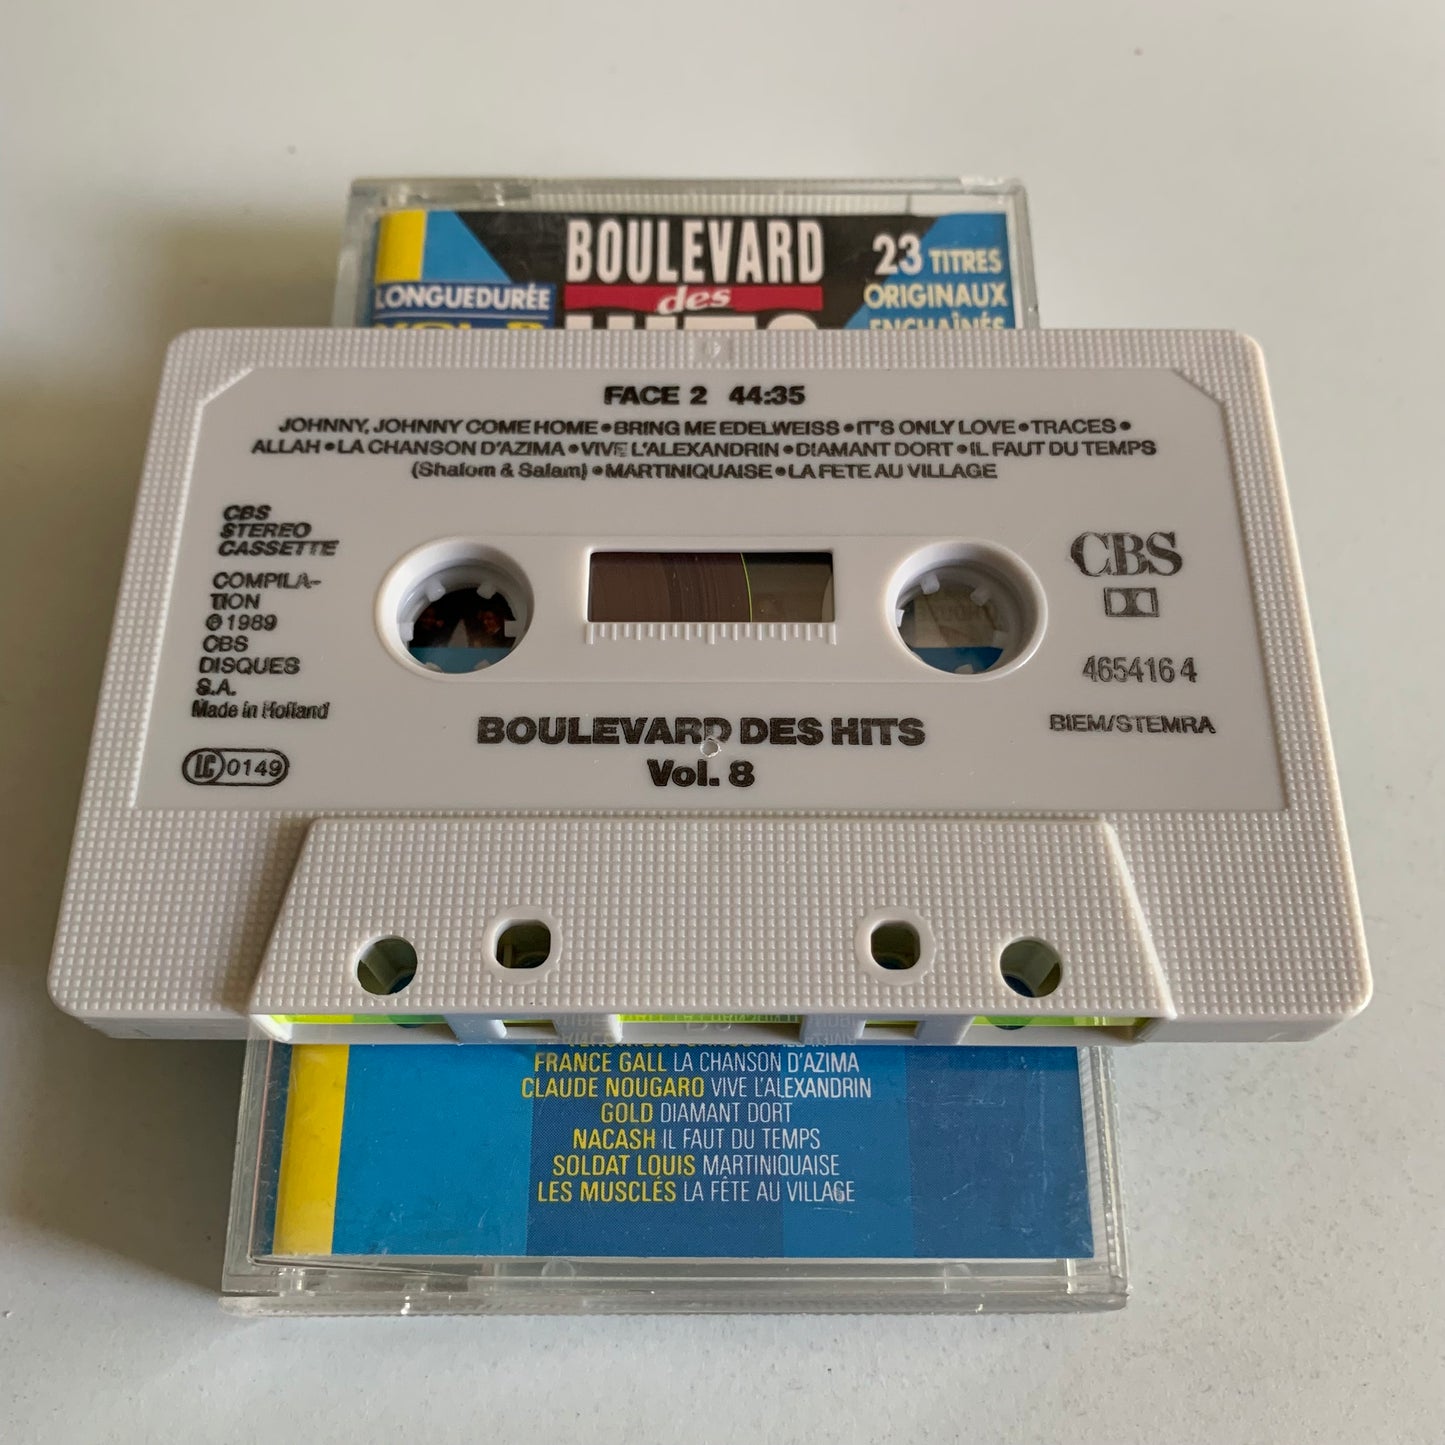 BOULEVARD
des
23 TITRES
ORIGINAUX
ENCHAÎNÉS
LONGUEDURÉE
FACE 2 44:35
JOHNNY, JOHNNY COME HOME • BRING ME EDELWEISS • IT'S ONLY LOVE • TRACES •
ALLAH • LA CHANSON D'AZIMA • VIVE L'ALEXANDRIN • DIAMANT DORT • IL FAUT DU TEMPS
(Shalom & Salam) • MARTINIQUAISE • LA FETE AU VILLAGE
CBS
STEREO
CASSETTE
COMPILA-
TION
© 1989
CBS
DISQUES
S.A.
Made in Holland
LC 0149
CBS
465416 4
BIEM/STEMRA
BOULEVARD DES HITS
Vol. 8
FRANCE GALL LA CHANSON D'AZIMA
CLAUDE NOUGARO VIVE L'ALEXANDRIN
GOLD DIAMANT DORT
NACASH IL FAUT DU TEMPS
SOLDAT LOUIS MARTINIQUAISE
LES MUSCLÉS LA FÊTE AU VILLAGE